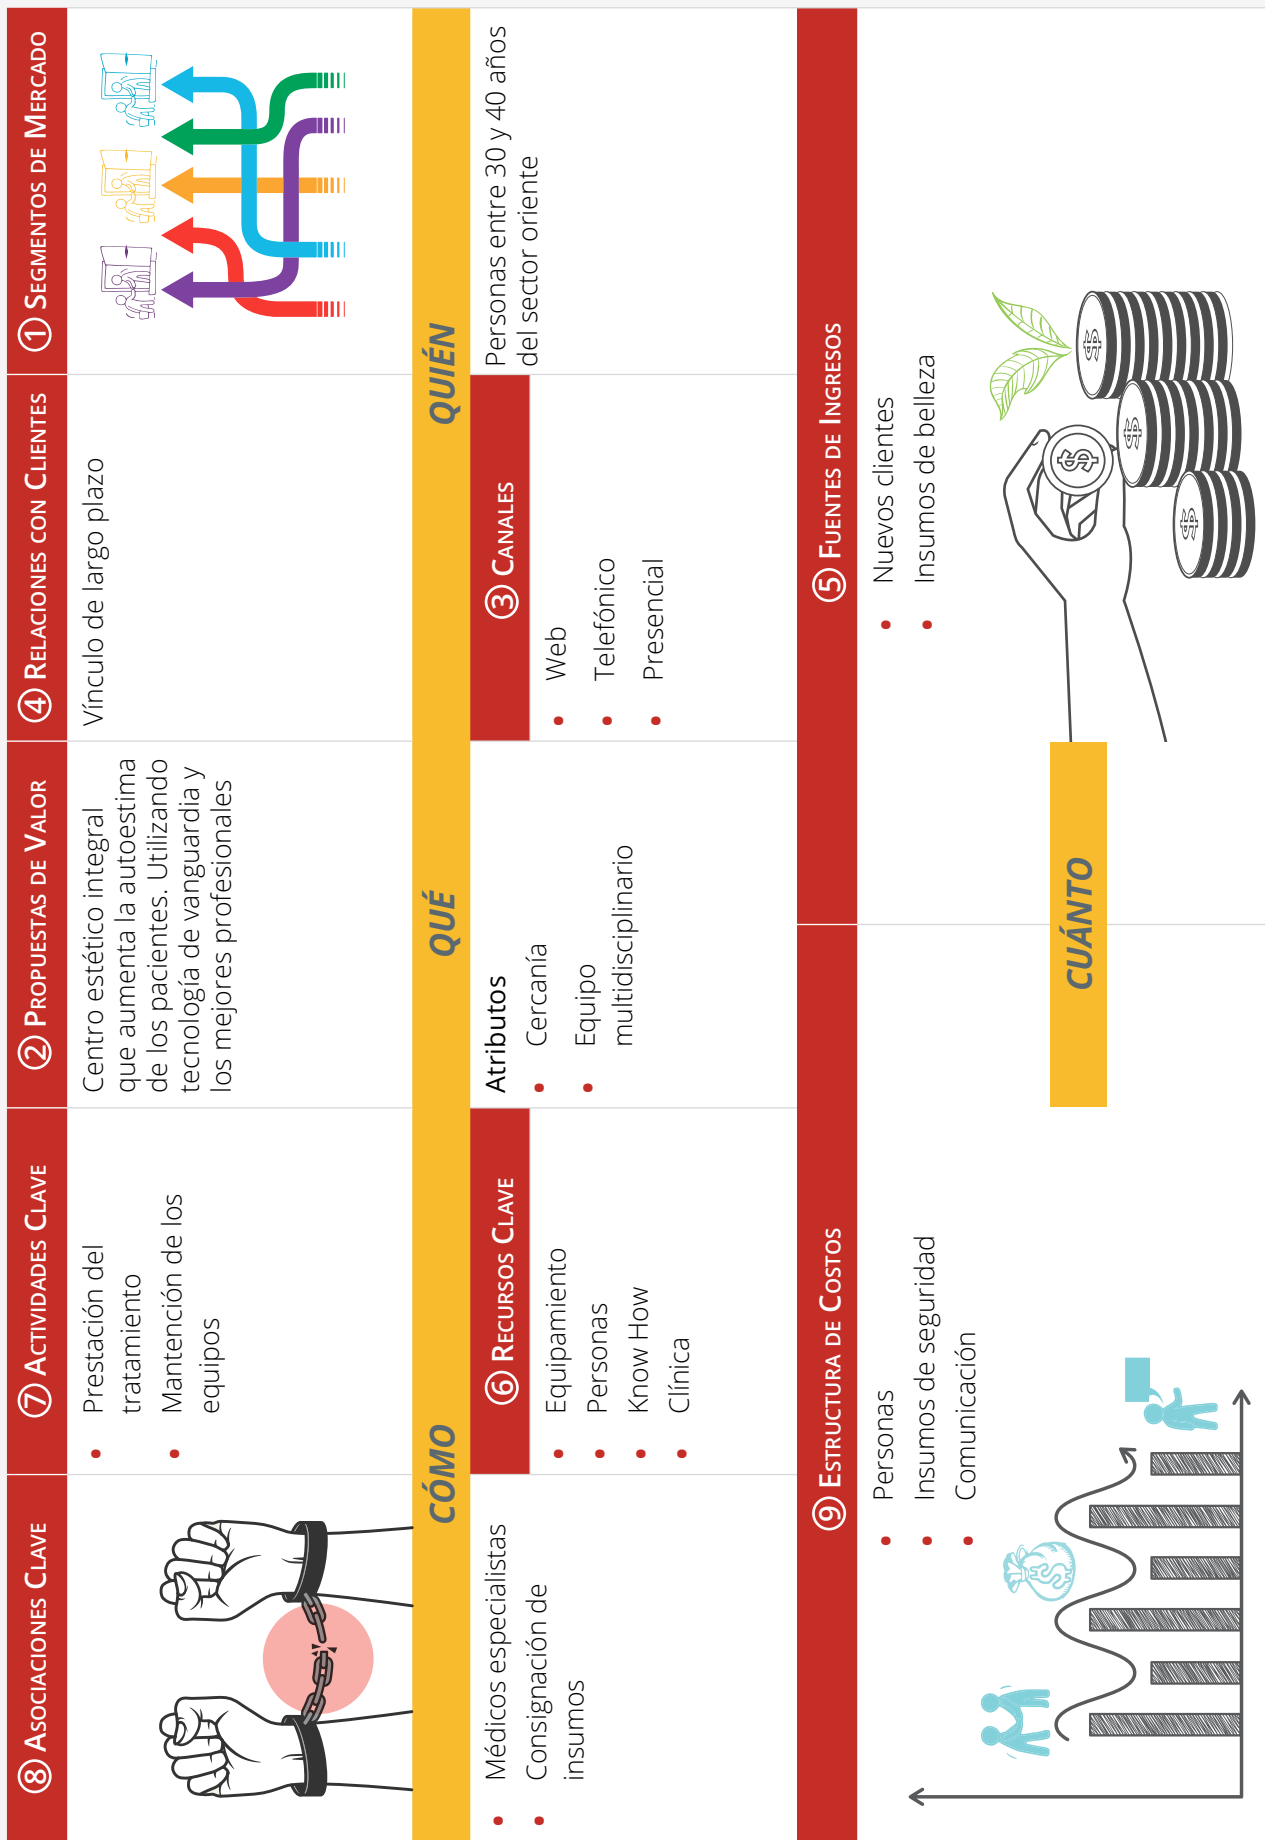 ⑧ Asociaciones Clave
• Médicos especialistas
• Consignación de
insumos
⑦ Actividades Clave
• Prestación del
tratamiento
• Mantención de los
equipos
⑥ Recursos Clave
• Equipamiento
• Personas
• Know How
• Clínica
② Propuestas de Valor
Centro estético integral
que aumenta la autoestima
de los pacientes. Utilizando
tecnología de vanguardia y
los mejores profesionales
Atributos
• Cercanía
• Equipo
multidisciplinario
④ Relaciones con Clientes
Vínculo de largo plazo
③ Canales
• Web
• Telefónico
• Presencial
① Segmentos de Mercado
Personas entre 30 y 40 años
del sector oriente
CÓMO
QUÉ
QUIÉN
⑨ Estructura de Costos
• Personas
• Insumos de seguridad
• Comunicación
$
CUÁNTO
⑤ Fuentes de Ingresos
• Nuevos clientes
• Insumos de belleza
$
$
$
$